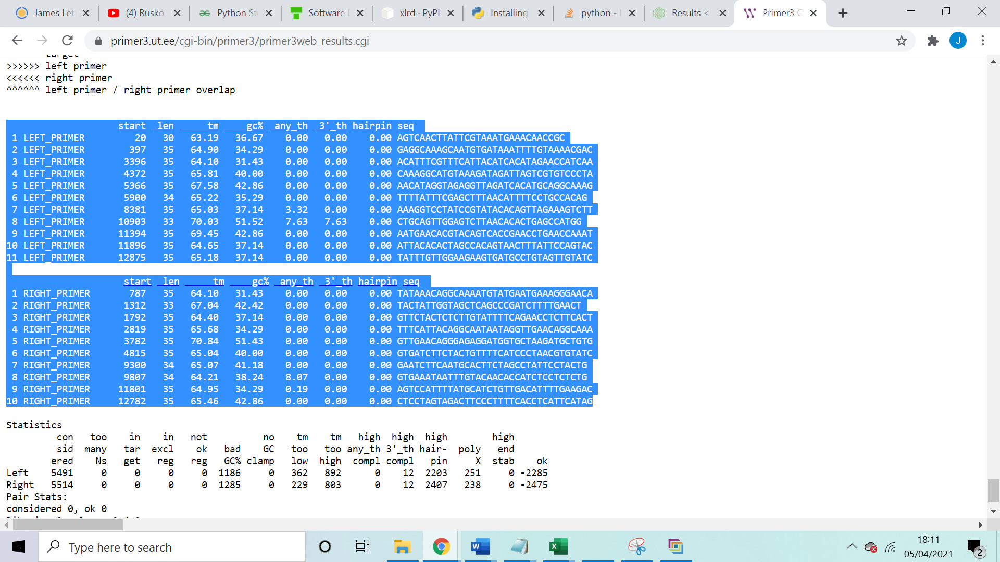 James Let
(4) Rusko
Python St
Software
xlrd · PyPI
Installing
python -
Results <
Primer3 O
primer3.ut.ee/cgi-bin/primer3/primer3web_results.cgi
J
target
>>>>>> left primer
<<<<<< right primer
^^^^^^ left primer / right primer overlap
start len tm gc% any_th 3'_th hairpin seq
1 LEFT_PRIMER 20 30 63.19 36.67 0.00 0.00 0.00 AGTCAACTTATTCGTAAATGAAACAACCGC
2 LEFT_PRIMER 397 35 64.90 34.29 0.00 0.00 0.00 GAGGCAAAGCAATGTGATAAATTTTGTAAAACGAC
3 LEFT_PRIMER 3396 35 64.10 31.43 0.00 0.00 0.00 ACATTTCGTTTCATTACATCACATAGAACCATCAA
4 LEFT_PRIMER 4372 35 65.81 40.00 0.00 0.00 0.00 CAAAGGCATGTAAAGATAGATTAGTCGTGTCCCTA
5 LEFT_PRIMER 5366 35 67.58 42.86 0.00 0.00 0.00 AACATAGGTAGAGGTTAGATCACATGCAGGCAAAG
6 LEFT_PRIMER 5900 34 65.22 35.29 0.00 0.00 0.00 TTTTATTTCGAGCTTTAACATTTTCCTGCCACAG
7 LEFT_PRIMER 8381 35 65.03 37.14 3.32 0.00 0.00 AAAGGTCCTATCCGTATACACAGTTAGAAAGTCTT
8 LEFT_PRIMER 10903 33 70.03 51.52 7.63 7.63 0.00 CTGCAGTTGGAGTCTTAACACACTGAGCCATGG
9 LEFT_PRIMER 11394 35 69.45 42.86 0.00 0.00 0.00 AATGAACACGTACAGTCACCGAACCTGAACCAAAT
10 LEFT_PRIMER 11896 35 64.65 37.14 0.00 0.00 0.00 ATTACACACTAGCCACAGTAACTTTATTCCAGTAC
11 LEFT_PRIMER 12875 35 65.18 37.14 0.00 0.00 0.00 TATTTGTTGGAAGAAGTGATGCCTGTAGTTGTATC
start len tm gc% any_th 3'_th hairpin seq
1 RIGHT_PRIMER 787 35 64.10 31.43 0.00 0.00 0.00 TATAAACAGGCAAAATGTATGAATGAAAGGGAACA
2 RIGHT_PRIMER 1312 33 67.04 42.42 0.00 0.00 0.00 TACTATTGGTAGCTCAGCCCGATCTTTTGAACT
3 RIGHT_PRIMER 1792 35 64.40 37.14 0.00 0.00 0.00 GTTCTACTCTCTTGTATTTTCAGAACCTCTTCACT
4 RIGHT_PRIMER 2819 35 65.68 34.29 0.00 0.00 0.00 TTTCATTACAGGCAATAATAGGTTGAACAGGCAAA
5 RIGHT_PRIMER 3782 35 70.84 51.43 0.00 0.00 0.00 GTTGAACAGGGAGAGGATGGTGCTAAGATGCTGTG
6 RIGHT_PRIMER 4815 35 65.04 40.00 0.00 0.00 0.00 GTGATCTTCTACTGTTTTCATCCCTAACGTGTATC
7 RIGHT_PRIMER 9300 34 65.07 41.18 0.00 0.00 0.00 GAATCTTCAATGCACTTCTAGCCTATTCCTACTG
8 RIGHT_PRIMER 9807 34 64.21 38.24 8.07 0.00 0.00 GTGAAATAATTTGTACAACACCATCTCCTCTCTG
9 RIGHT_PRIMER 11801 35 64.95 34.29 0.19 0.00 0.00 AGTCCATTTTATGCATCTGTTGACATTTTGAAGAC
10 RIGHT_PRIMER 12782 35 65.46 42.86 0.00 0.00 0.00 CTCCTAGTAGACTTCCCTTTTCACCTCATTCATAG
Statistics
con too in in not no tm tm high high high high
sid many tar excl ok bad GC too too any_th 3'_th hair- poly end
ered Ns get reg reg GC% clamp low high compl compl pin X stab ok
Left 5491 0 0 0 0 1186 0 362 892 0 12 2203 251 0 -2285
Right 5514 0 0 0 0 1285 0 229 803 0 12 2407 238 0 -2475
Pair Stats:
considered 0, ok 0
Type here to search
18:11
05/04/2021
2